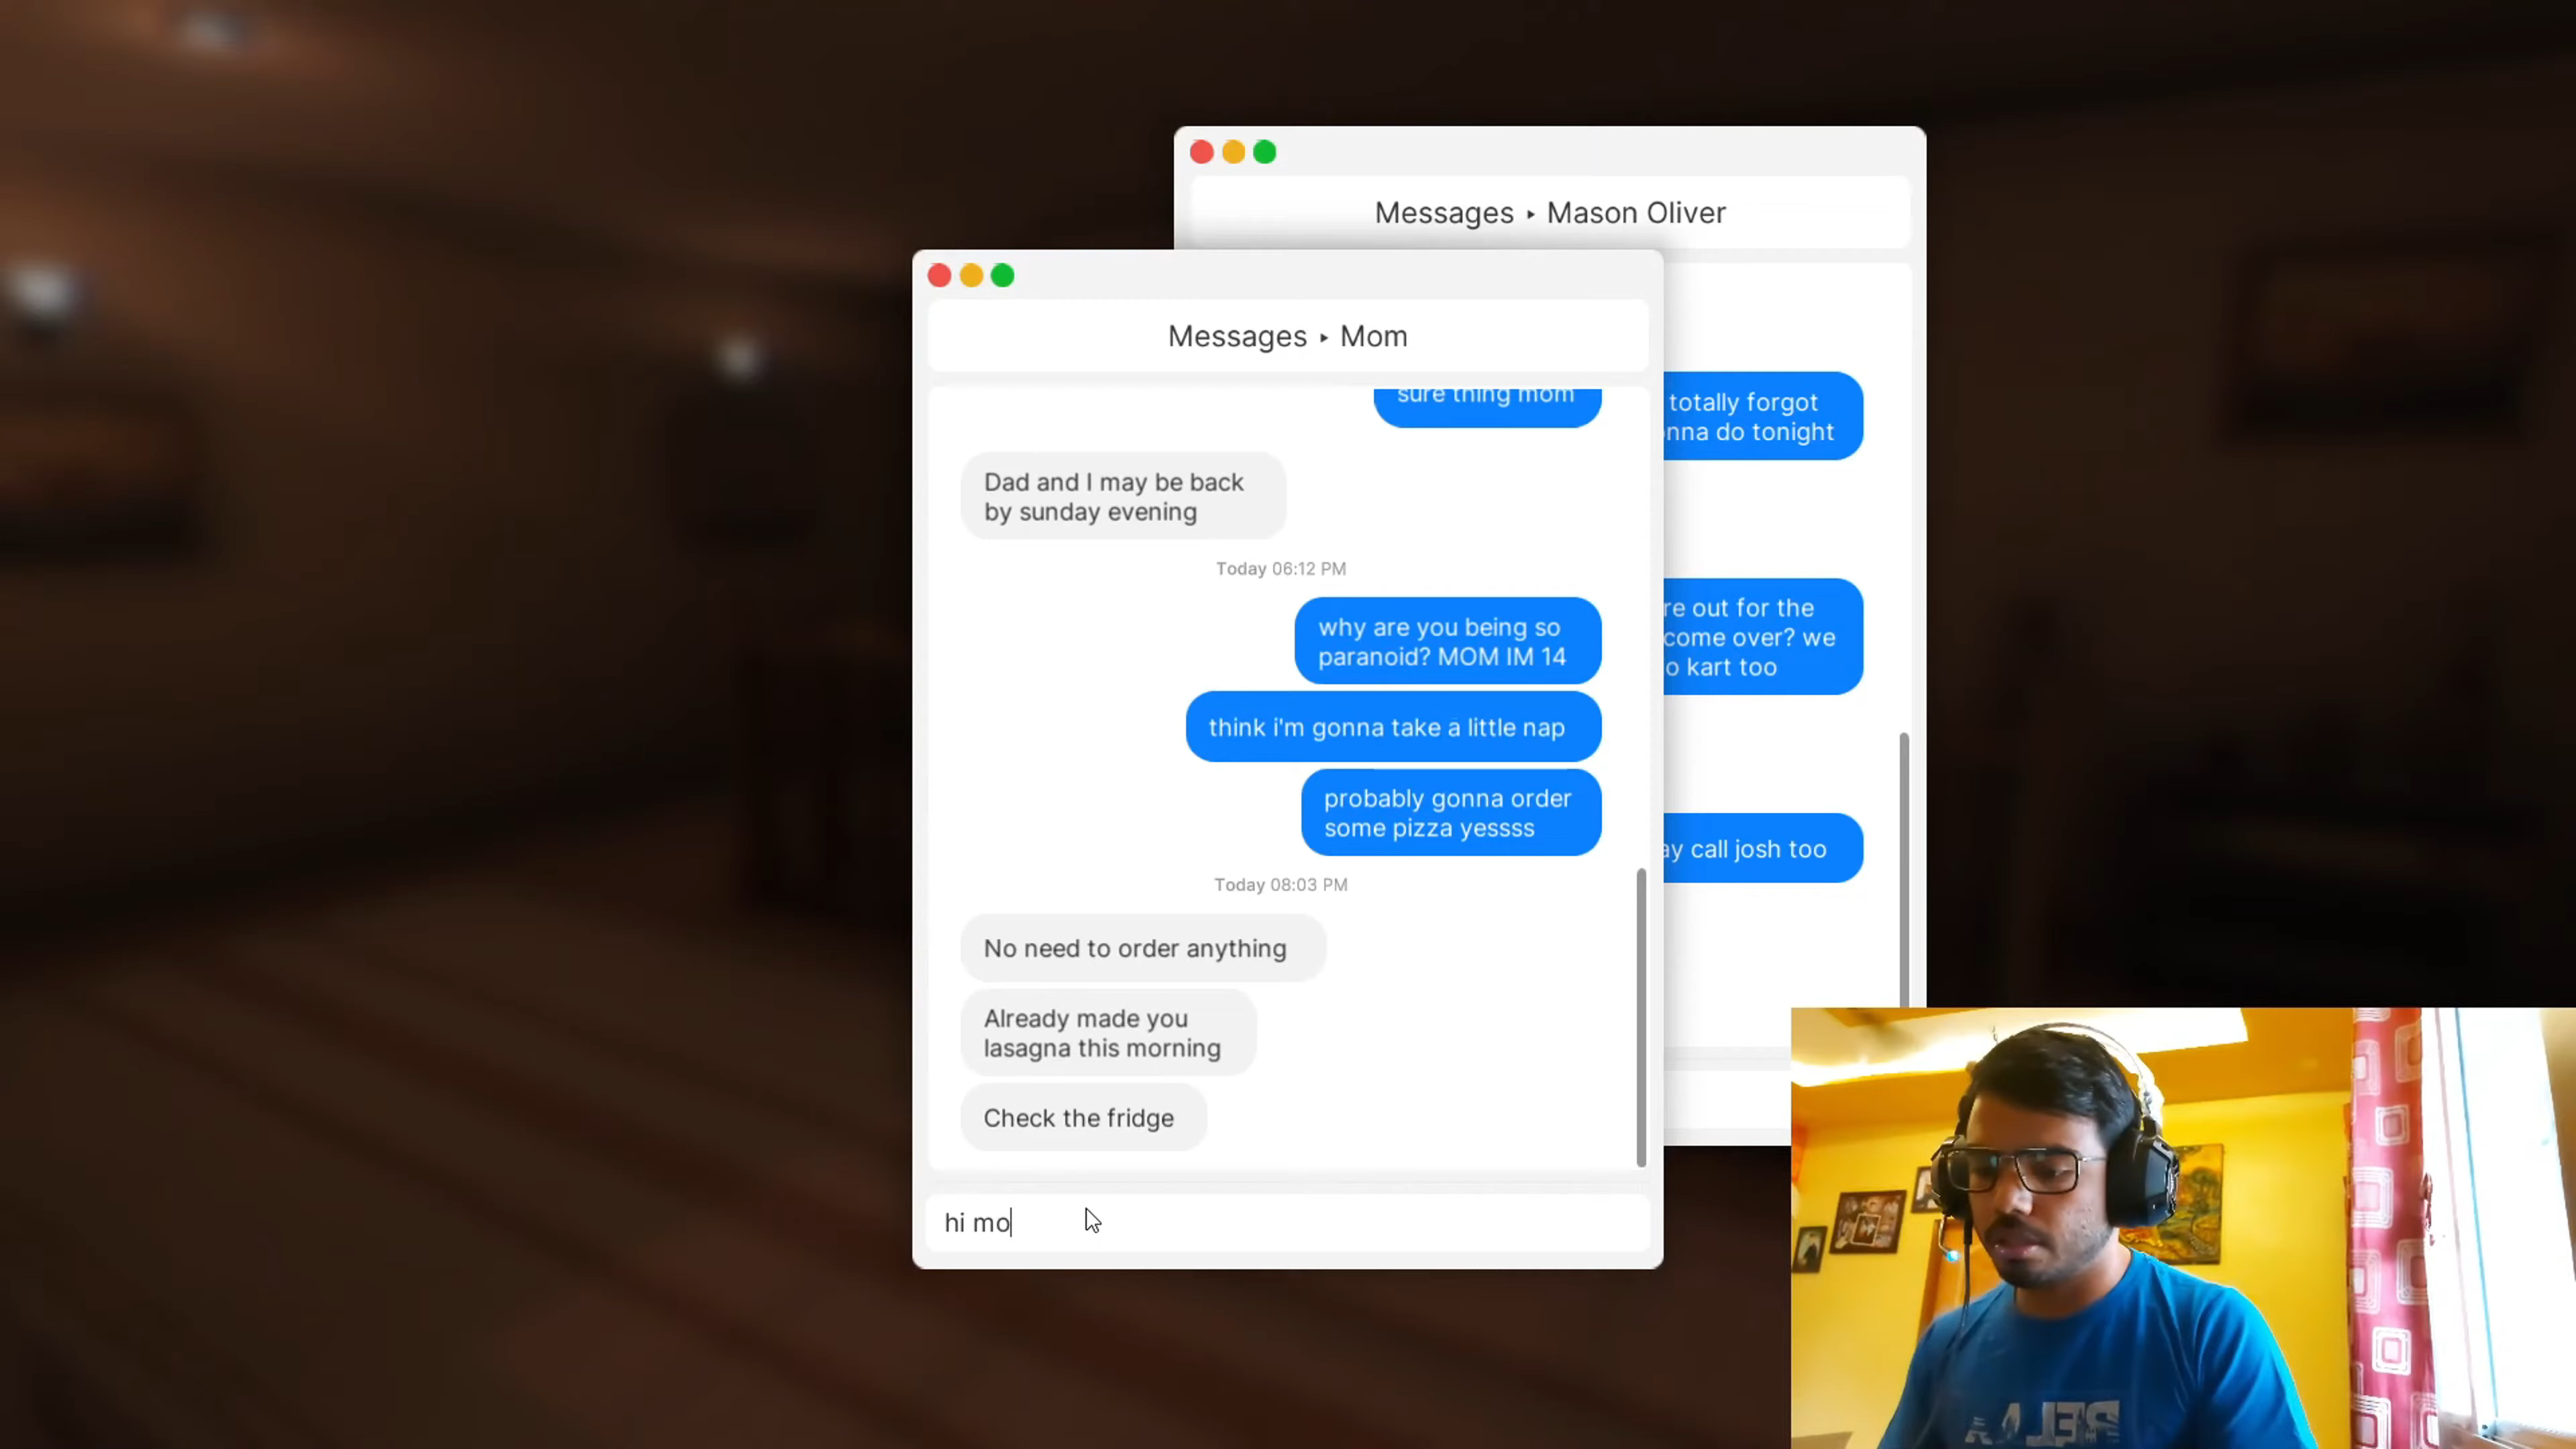 Messages ▸ Mason Oliver
totally forgot
nna do tonight
re out for the
come over? we
o kart too
ay call josh too
Messages ▸ Mom
sure thing mom
Dad and I may be back
by sunday evening
Today 06:12 PM
why are you being so
paranoid? MOM IM 14
think i'm gonna take a little nap
probably gonna order
some pizza yessss
Today 08:03 PM
No need to order anything
Already made you
lasagna this morning
Check the fridge
hi mo